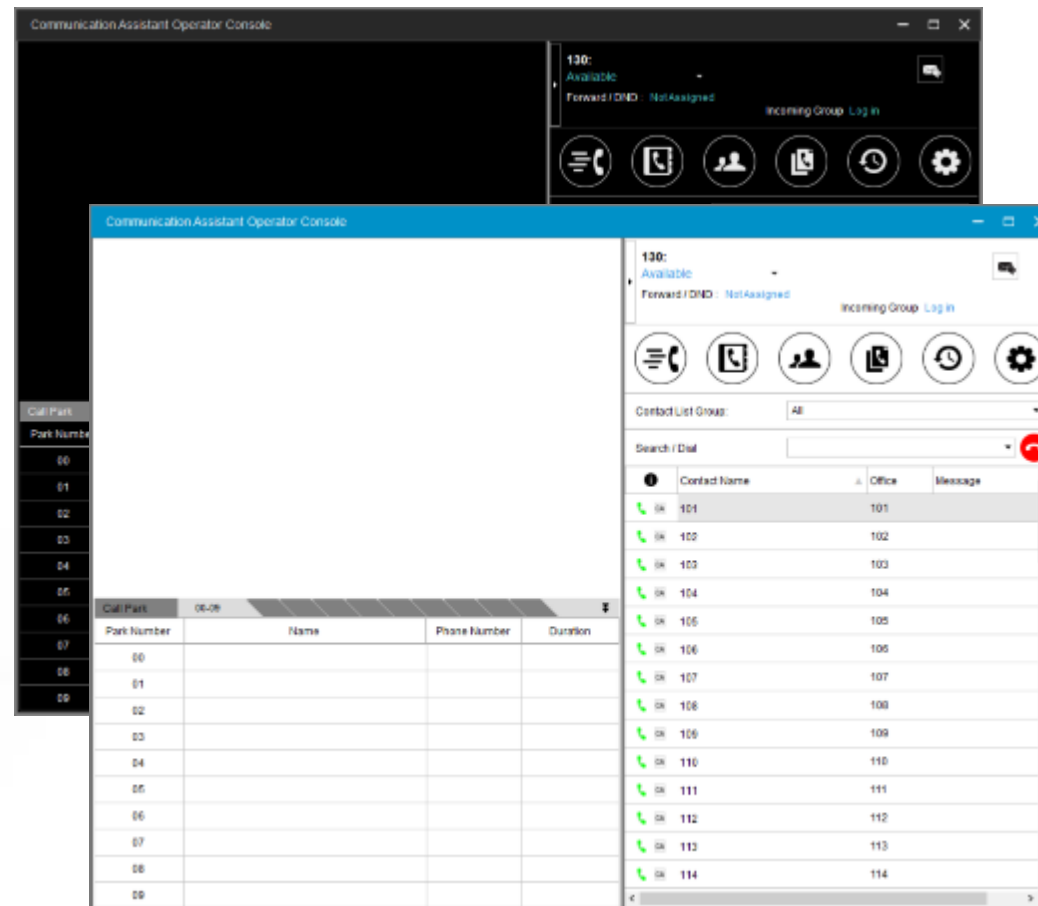 Communication Assistant Operator Console
130:
Available
Forward / DND : NotAssigned
Incoming Group Log in
Call Park
Park Numbe
00
01
02
03
04
05
06
07
08
09
Communication Assistant Operator Console
130:
Available
Forward / DND : NotAssigned
Incoming Group Log in
Contact List Group: All
Search / Dial
Contact Name Office Message
101 101
102 102
103 103
104 104
105 105
106 106
107 107
108 108
109 109
110 110
111 111
112 112
113 113
114 114
Call Park 00-09
Park Number Name Phone Number Duration
00
01
02
03
04
05
06
07
08
09